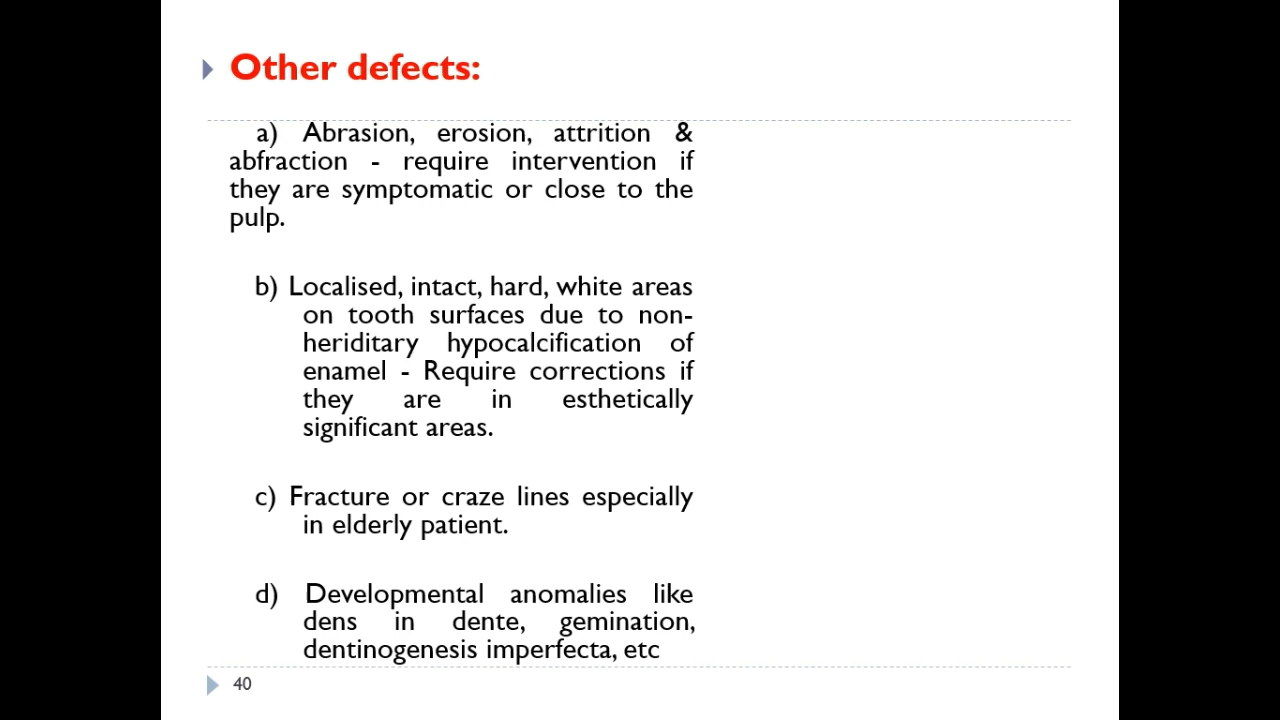 Other defects:
a) Abrasion, erosion, attrition &
abfraction - require intervention if
they are symptomatic or close to the
pulp.
b) Localised, intact, hard, white areas
on tooth surfaces due to non-
heriditary hypocalcification of
enamel - Require corrections if
they are in esthetically
significant areas.
c) Fracture or craze lines especially
in elderly patient.
d) Developmental anomalies like
dens in dente, gemination,
dentinogenesis imperfecta, etc
40